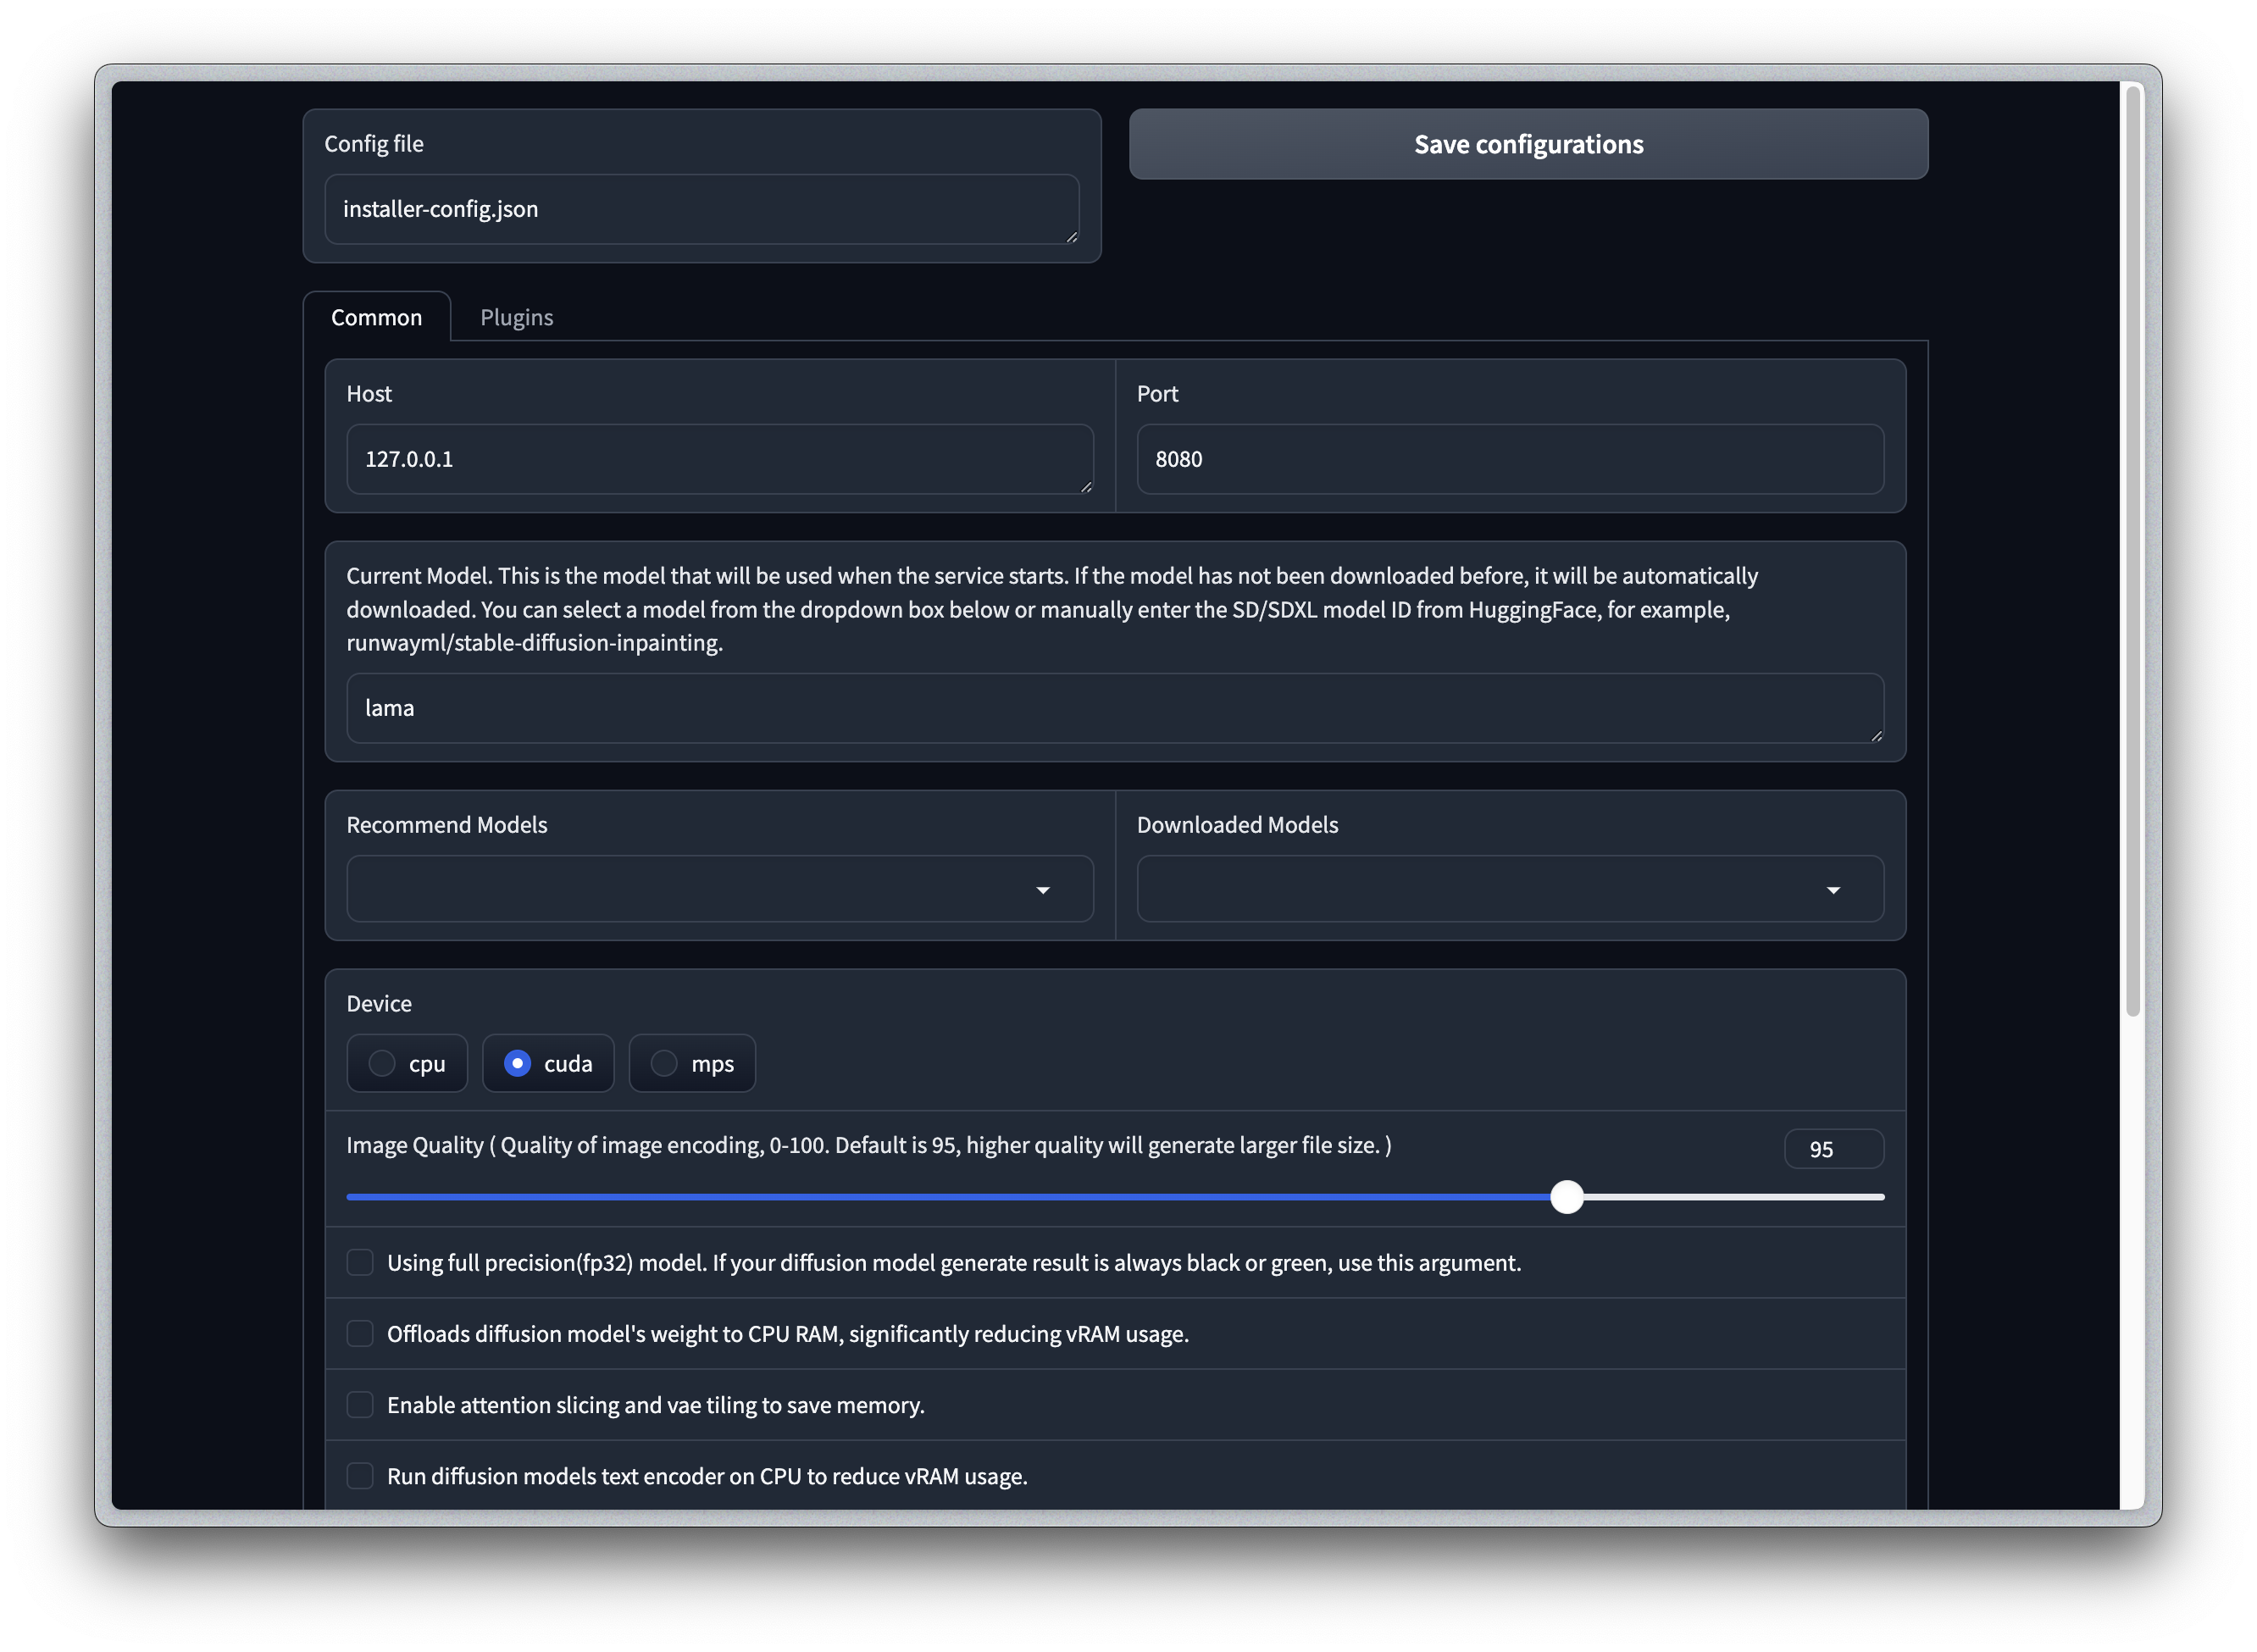 Config file
Save configurations
installer-config.json
Common
Plugins
Host
Port
127.0.0.1
8080
Current Model. This is the model that will be used when the service starts. If the model has not been downloaded before, it will be automatically
downloaded. You can select a model from the dropdown box below or manually enter the SD/SDXL model ID from HuggingFace, for example,
runwayml/stable-diffusion-inpainting.
lama
Recommend Models
Downloaded Models
Device
cpu
cuda
mps
Image Quality ( Quality of image encoding, 0-100. Default is 95, higher quality will generate larger file size. )
95
Using full precision(fp32) model. If your diffusion model generate result is always black or green, use this argument.
Offloads diffusion model's weight to CPU RAM, significantly reducing vRAM usage.
Enable attention slicing and vae tiling to save memory.
Run diffusion models text encoder on CPU to reduce vRAM usage.